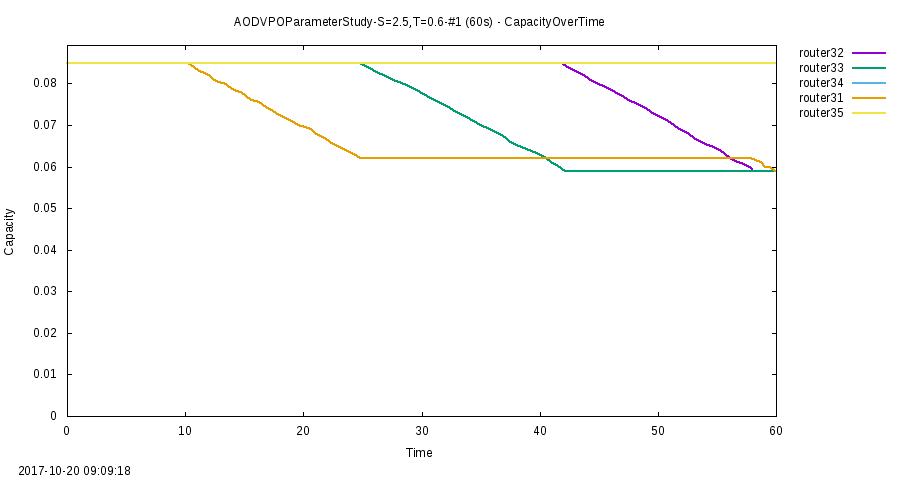 AODVPOParameterStudy-S=2.5,T=0.6-#1 (60s) - CapacityOverTime
router32
router33
router34
router31
router35
0.08
0.07
0.06
0.05
0.04
0.03
0.02
0.01
0
Capacity
0 10 20 30 40 50 60
Time
2017-10-20 09:09:18